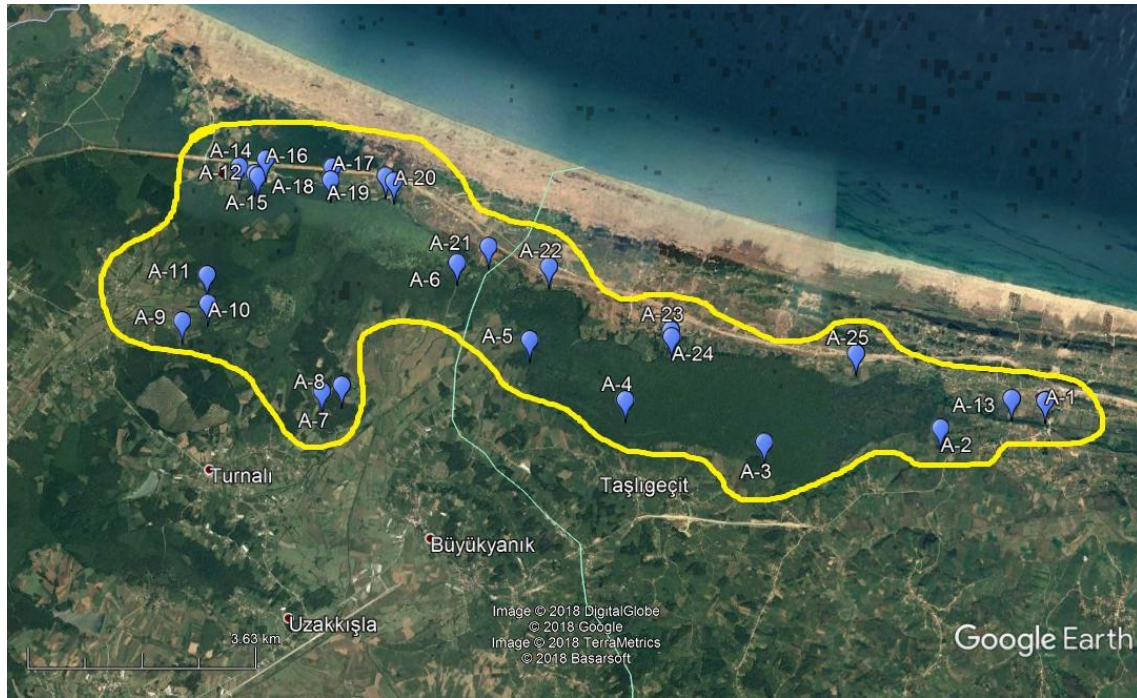 A-14
A-16
A-17
A-12
A-20
A-18
A-19
A-15
A-21
A-22
A-6
A-11
A-10
A-9
A-23
A-5
A-24
A-25
A-8
A-4
A-7
A-13
A-1
A-2
A-3
Turnalı
Taşlıgeçit
Büyükyanık
Uzakkışla
3.63 km
Image © 2018 DigitalGlobe
© 2018 Google
Image © 2018 TerraMetrics
© 2018 Basarsoft
Google Earth